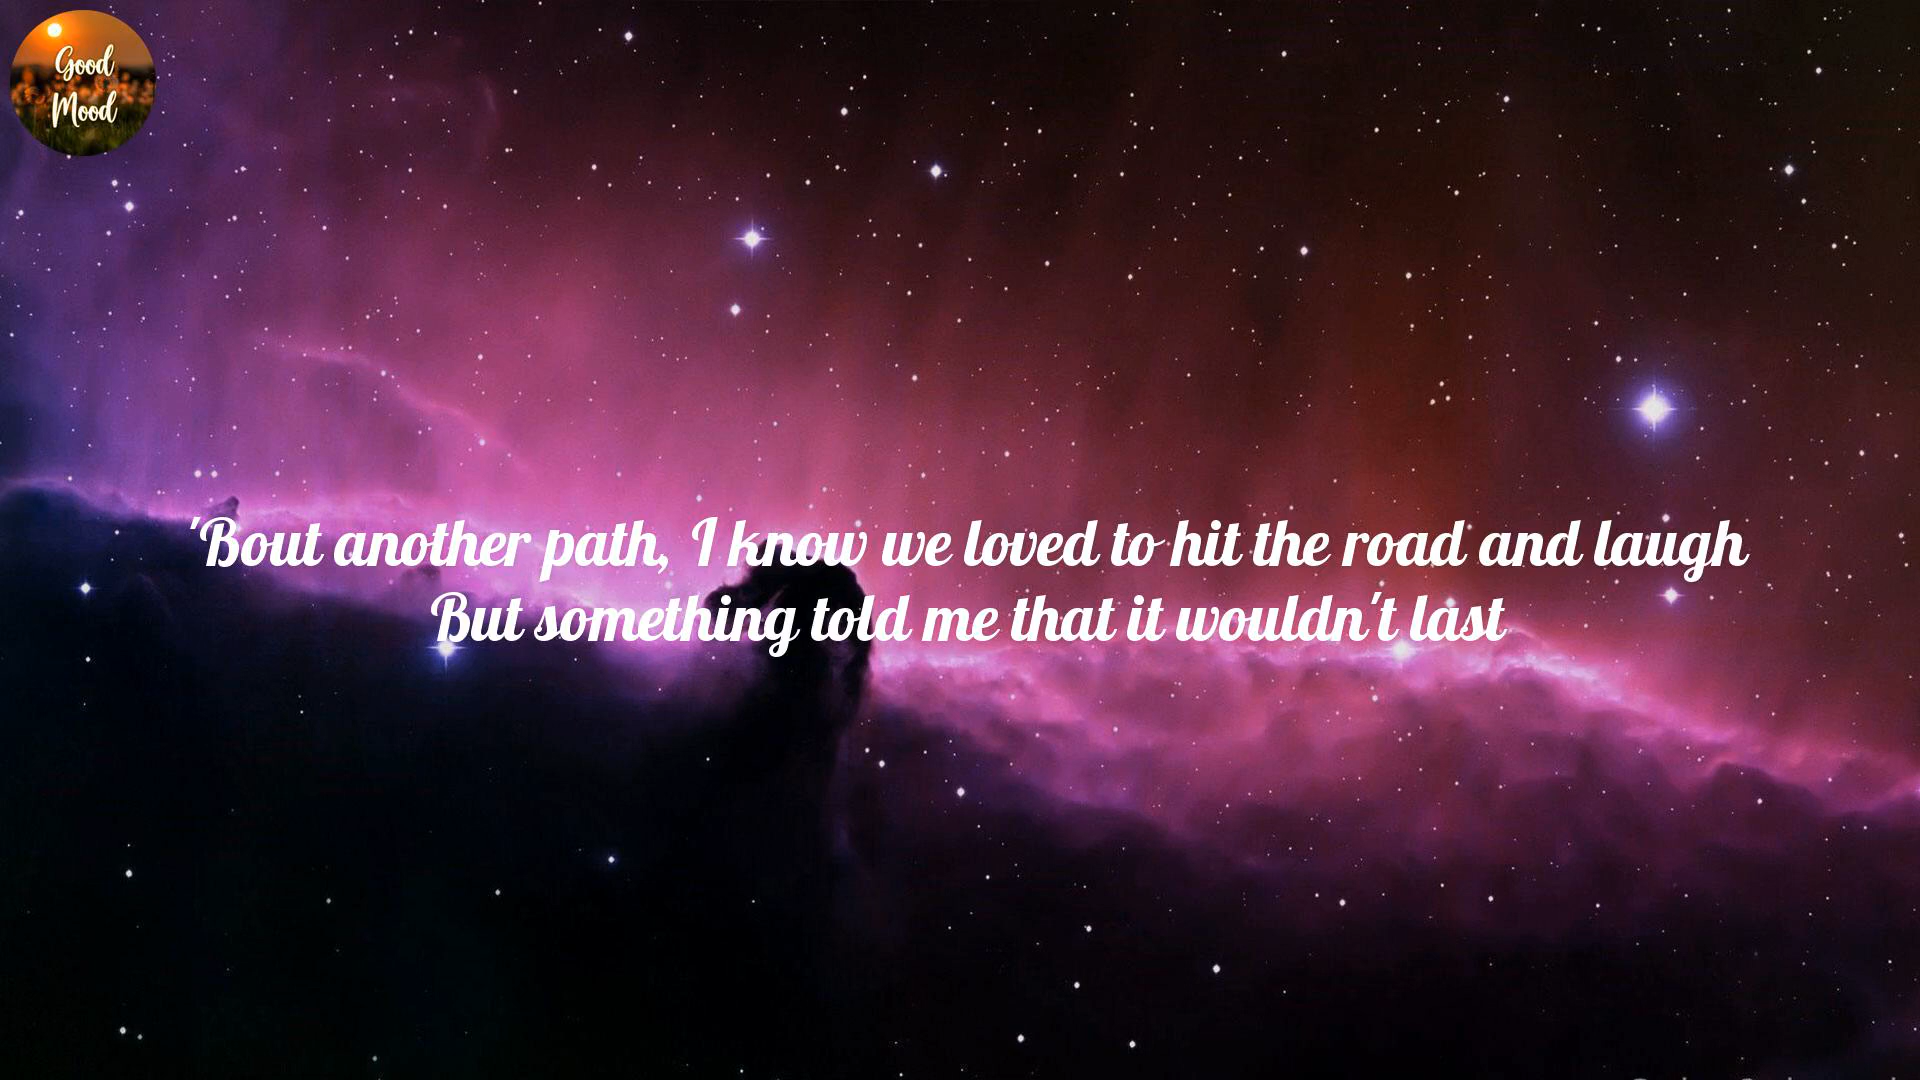 Good
Mood
'Bout another path, I know we loved to hit the road and laugh
But something told me that it wouldn't last